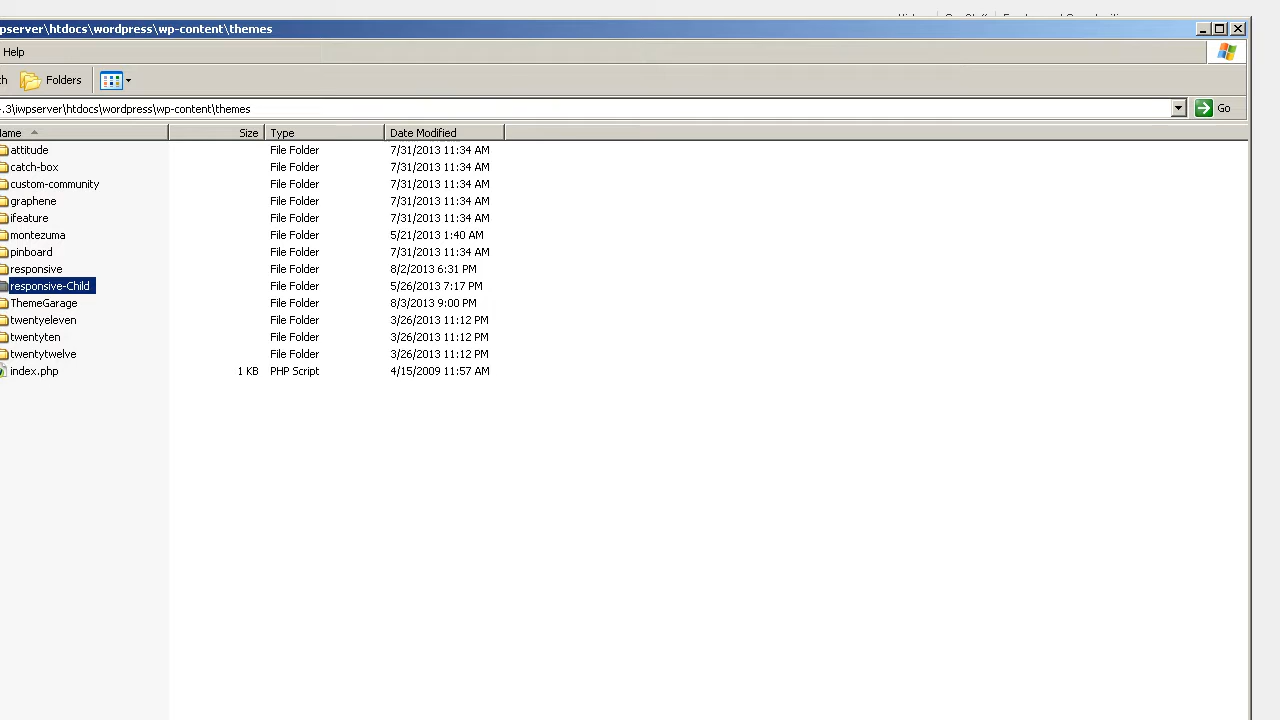 pserver\htdocs\wordpress\wp-content\themes
Help
Folders
.3\iwpserver\htdocs\wordpress\wp-content\themes Go
ame Size Type Date Modified
attitude File Folder 7/31/2013 11:34 AM
catch-box File Folder 7/31/2013 11:34 AM
custom-community File Folder 7/31/2013 11:34 AM
graphene File Folder 7/31/2013 11:34 AM
ifeature File Folder 7/31/2013 11:34 AM
montezuma File Folder 5/21/2013 1:40 AM
pinboard File Folder 7/31/2013 11:34 AM
responsive File Folder 8/2/2013 6:31 PM
responsive-Child File Folder 5/26/2013 7:17 PM
ThemeGarage File Folder 8/3/2013 9:00 PM
twentyeleven File Folder 3/26/2013 11:12 PM
twentyten File Folder 3/26/2013 11:12 PM
twentytwelve File Folder 3/26/2013 11:12 PM
index.php 1 KB PHP Script 4/15/2009 11:57 AM